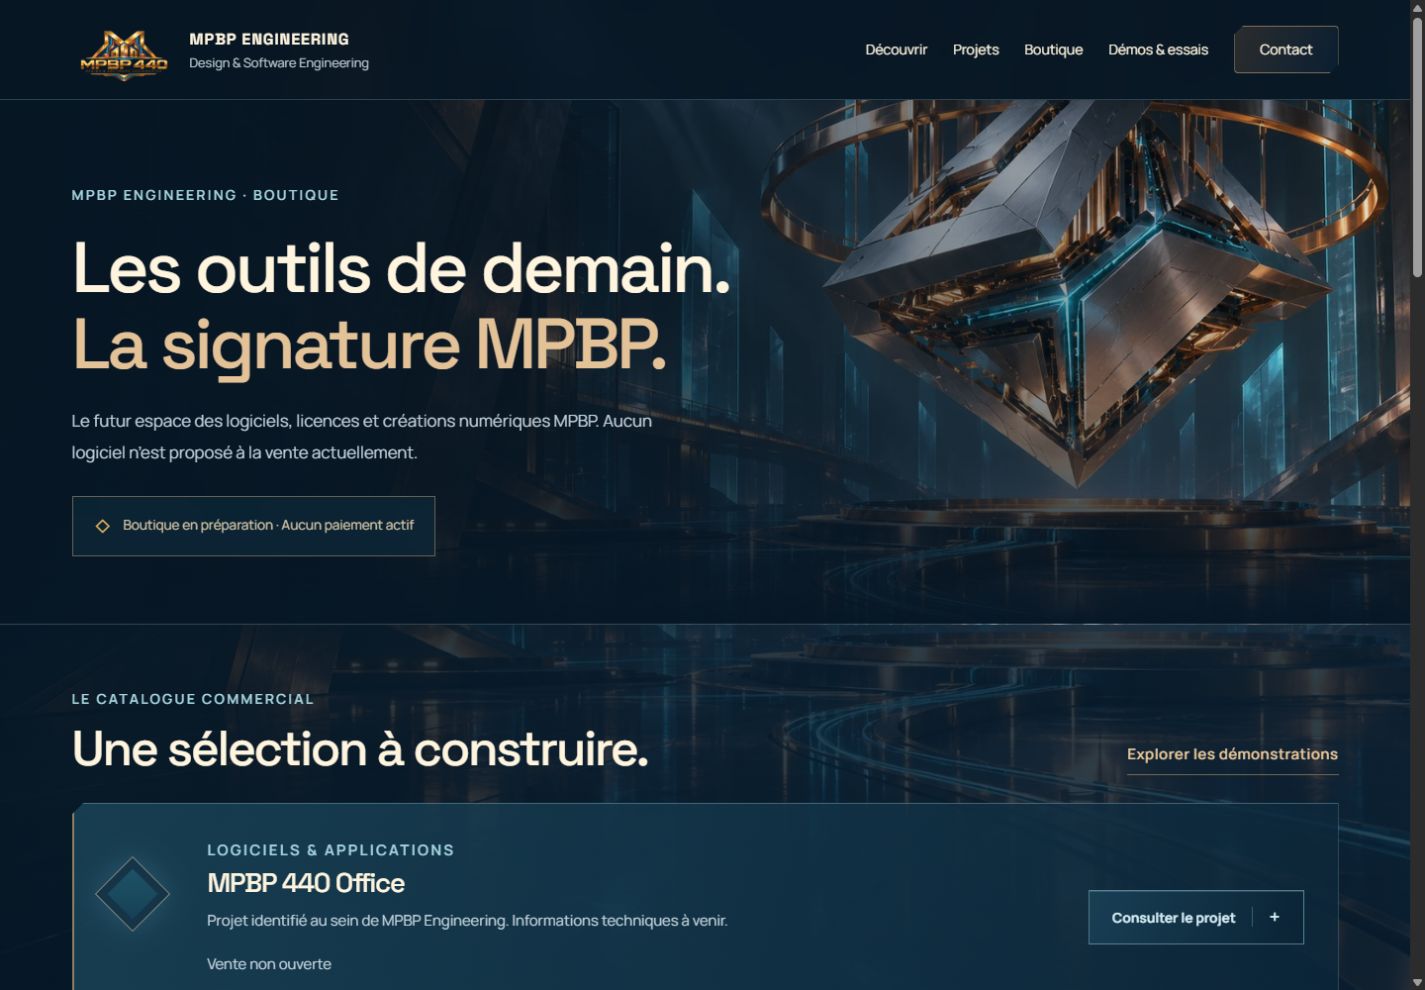 MPBP 440
MPBP ENGINEERING
Design & Software Engineering
Découvrir
Projets
Boutique
Démos & essais
Contact
MPBP ENGINEERING · BOUTIQUE
Les outils de demain.
La signature MPBP.
Le futur espace des logiciels, licences et créations numériques MPBP. Aucun
logiciel n'est proposé à la vente actuellement.
Boutique en préparation · Aucun paiement actif
LE CATALOGUE COMMERCIAL
Une sélection à construire.
Explorer les démonstrations
LOGICIELS & APPLICATIONS
MPBP 440 Office
Projet identifié au sein de MPBP Engineering. Informations techniques à venir.
Vente non ouverte
Consulter le projet +